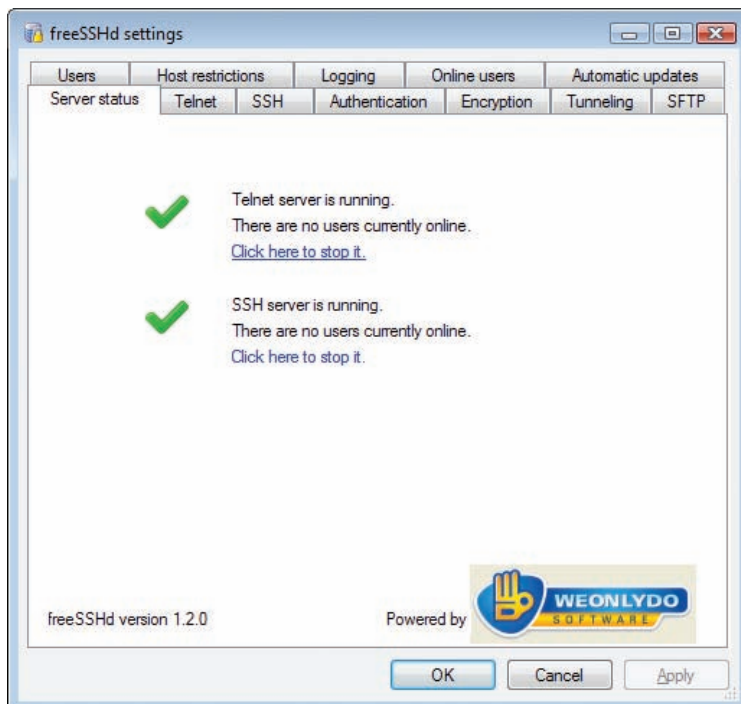 freeSSHd settings
Users Host restrictions Logging Online users Automatic updates
Server status Telnet SSH Authentication Encryption Tunneling SFTP
Telnet server is running.
There are no users currently online.
Click here to stop it.
SSH server is running.
There are no users currently online.
Click here to stop it.
freeSSHd version 1.2.0
Powered by
WEONLYDO
SOFTWARE
OK Cancel Apply